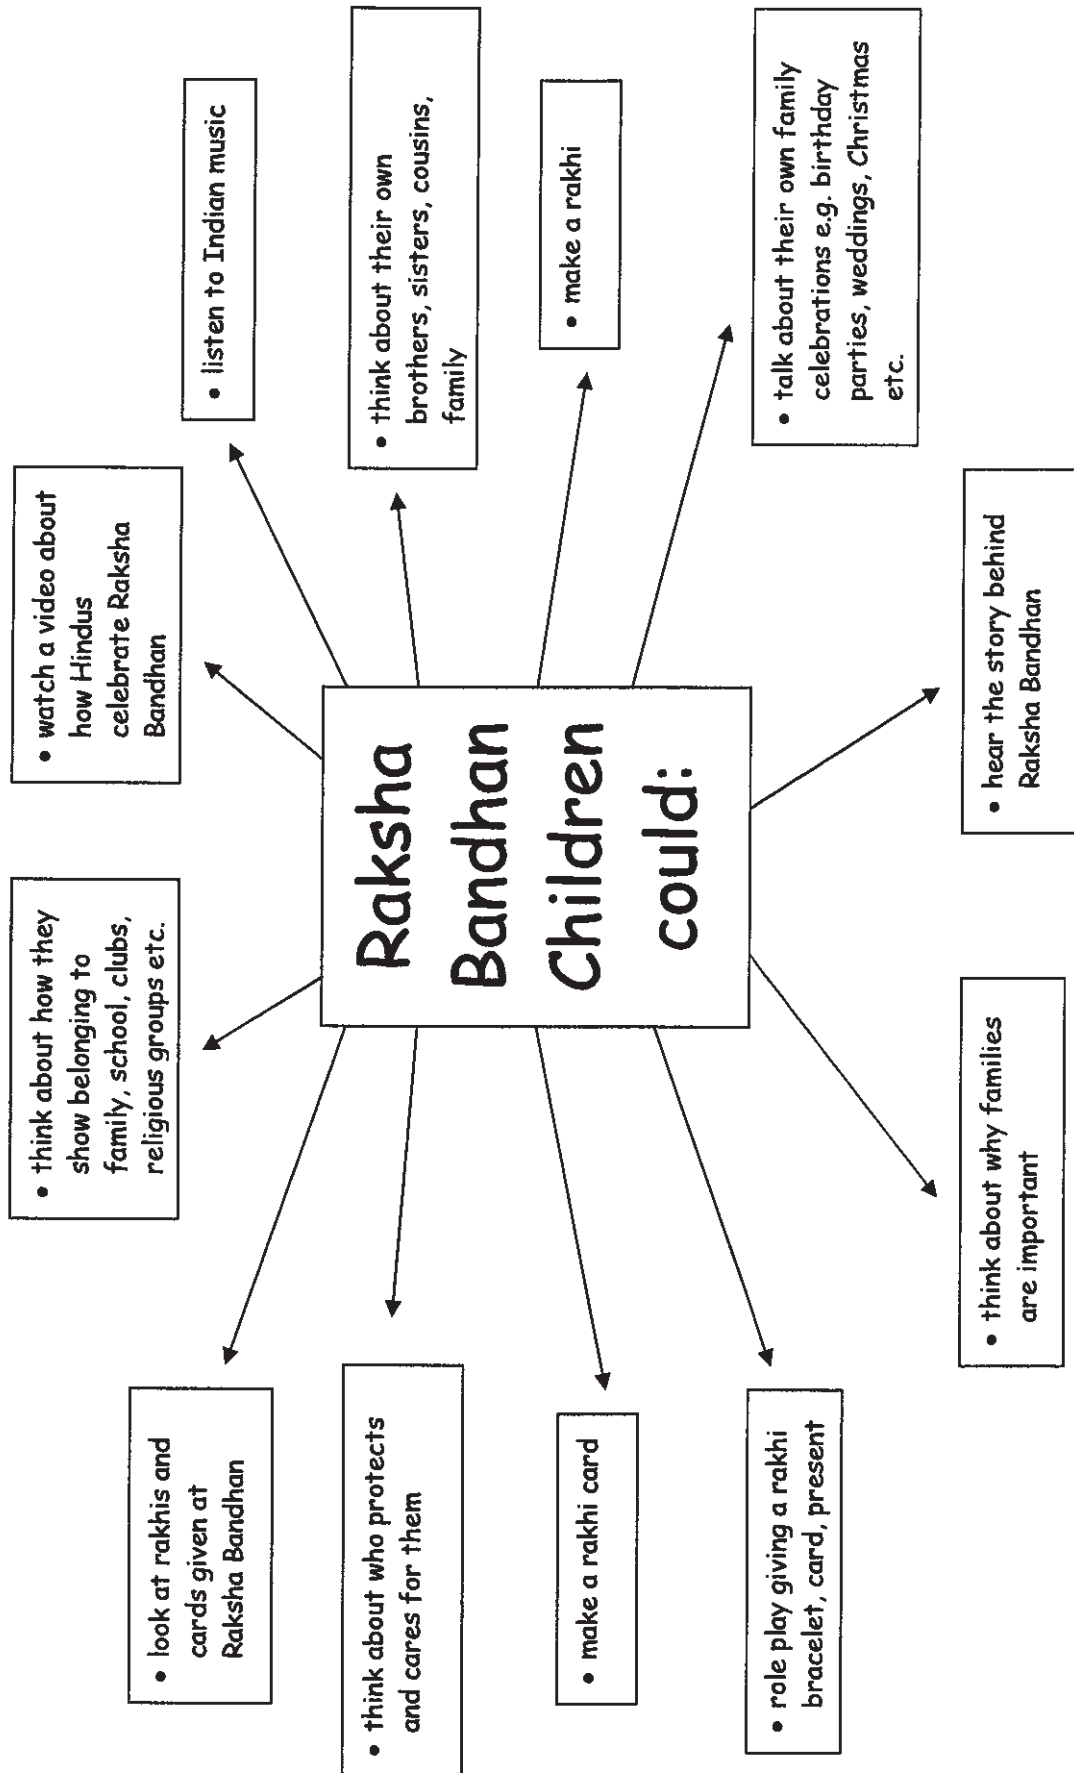 Raksha
Bandhan
Children
could:
• think about how they
show belonging to
family, school, clubs,
religious groups etc.
• watch a video about
how Hindus
celebrate Raksha
Bandhan
• listen to Indian music
• think about their own
brothers, sisters, cousins,
family
• make a rakhi
• talk about their own family
celebrations e.g. birthday
parties, weddings, Christmas
etc.
• hear the story behind
Raksha Bandhan
• think about why families
are important
• role play giving a rakhi
bracelet, card, present
• make a rakhi card
• think about who protects
and cares for them
• look at rakhis and
cards given at
Raksha Bandhan